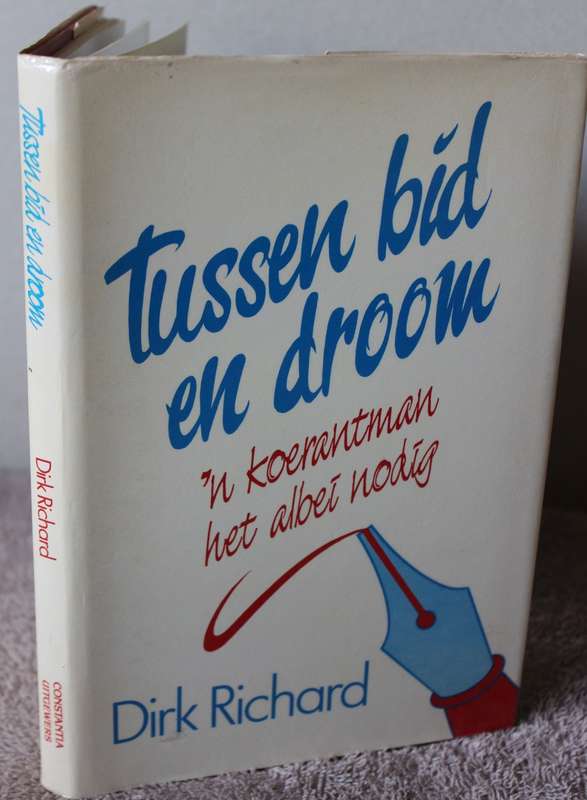 Tussen bid en droom
Dirk Richard
CONSTANTIA
UITGEWERS
Tussen bid
en droom
'n koerantman
het albei nodig
Dirk Richard